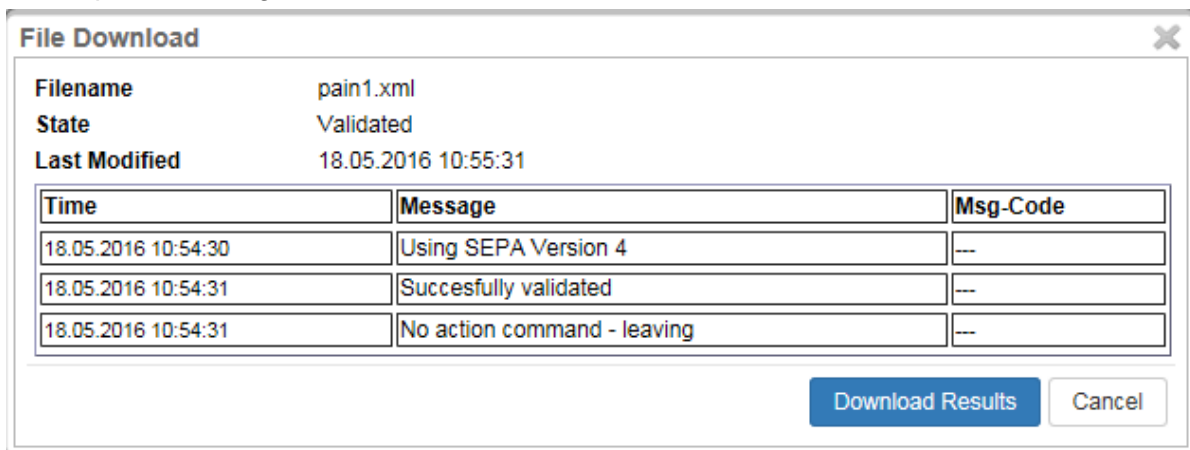 File Download
Filename pain1.xml
State Validated
Last Modified 18.05.2016 10:55:31
Time Message Msg-Code
18.05.2016 10:54:30 Using SEPA Version 4 ---
18.05.2016 10:54:31 Succesfully validated ---
18.05.2016 10:54:31 No action command - leaving ---
Download Results Cancel